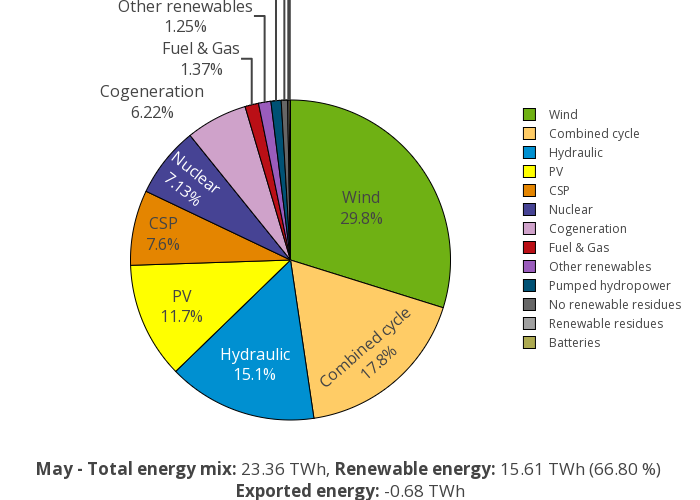 Other renewables
1.25%
Fuel & Gas
1.37%
Cogeneration
6.22%
Nuclear
7.13%
CSP
7.6%
PV
11.7%
Hydraulic
15.1%
Combined cycle
17.8%
Wind
29.8%
Wind
Combined cycle
Hydraulic
PV
CSP
Nuclear
Cogeneration
Fuel & Gas
Other renewables
Pumped hydropower
No renewable residues
Renewable residues
Batteries
May - Total energy mix: 23.36 TWh, Renewable energy: 15.61 TWh (66.80 %)
Exported energy: -0.68 TWh